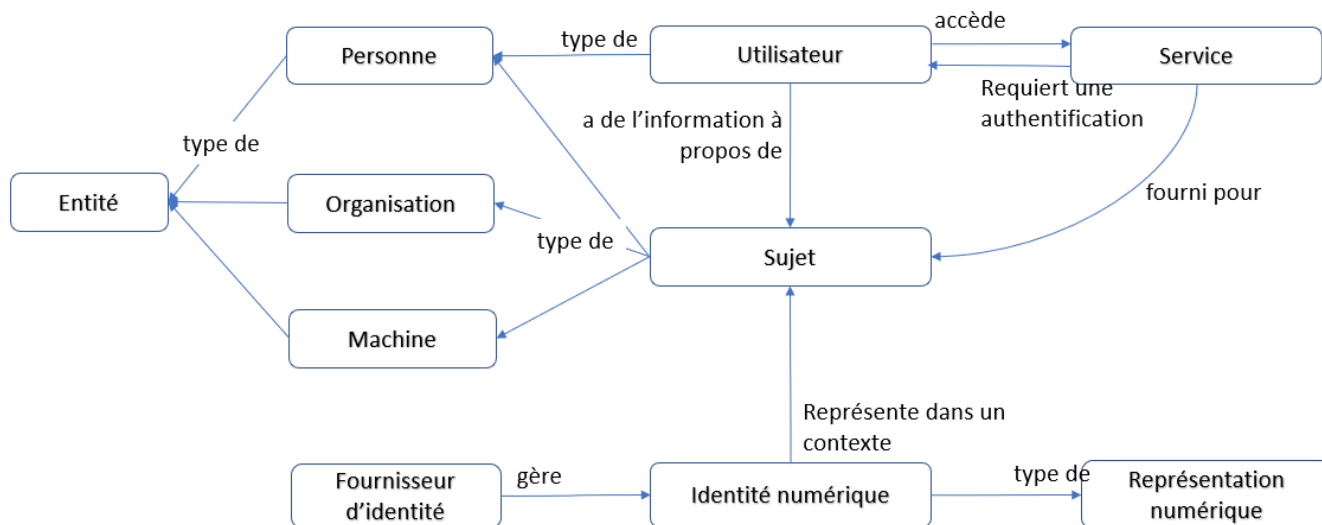 accède
type de
Personne
Utilisateur
Service
Requiert une
authentification
a de l’information à
propos de
type de
Entité
Organisation
fourni pour
type de
Sujet
Machine
Représente dans un
contexte
Fournisseur
d’identité
gère
Identité numérique
type de
Représentation
numérique